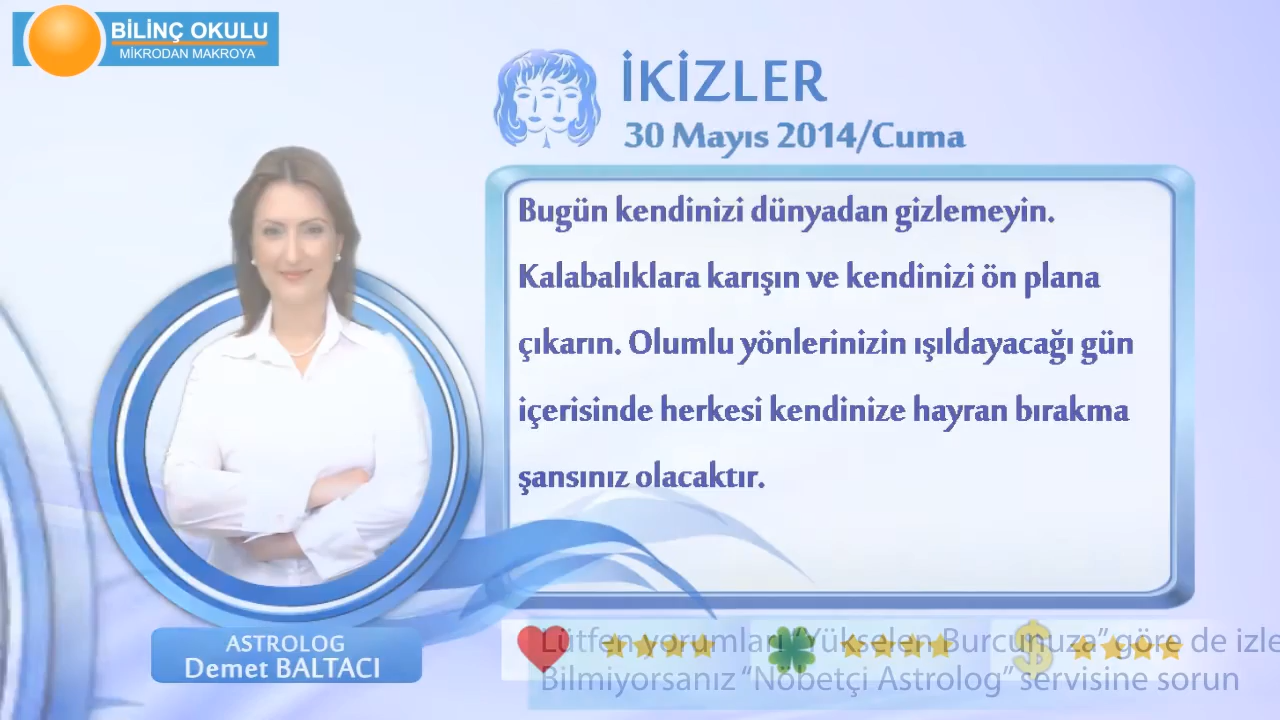 BİLİNÇ OKULU
MİKRODAN MAKROYA
İKİZLER
30 Mayıs 2014/Cuma
Bugün kendinizi dünyadan gizlemeyin.
Kalabalıklara karışın ve kendinizi ön plana
çıkarın. Olumlu yönlerinizin ışıldayacağı gün
içerisinde herkesi kendinize hayran bırakma
şansınız olacaktır.
ASTROLOG
Demet BALTACI
Lütfen yorumları "Yükselen Burcunuza" göre de izle
Bilmiyorsanız "Nöbetçi Astrolog" servisine sorun